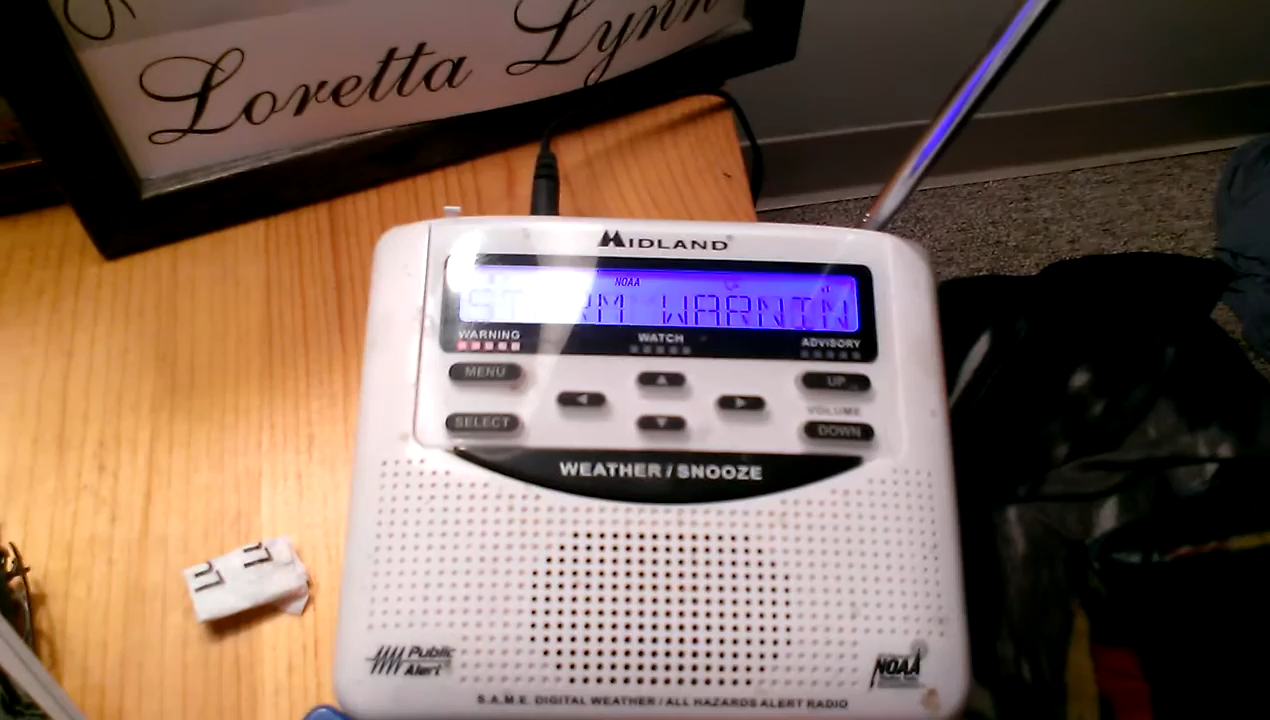 Loretta Lynn
MIDLAND
NOAA
STORM WARNIN
WARNING
WATCH
ADVISORY
MENU
UP
SELECT
VOLUME
DOWN
WEATHER / SNOOZE
Public
Alert
NOAA
S.A.M.E. DIGITAL WEATHER / ALL HAZARDS ALERT RADIO